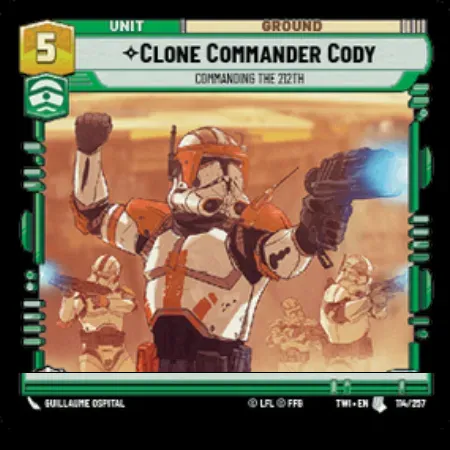 UNIT
GROUND
5
CLONE COMMANDER CODY
COMMANDING THE 212TH
GUILLAUME OSPITAL
© LFL © FFG
TWI • EN
114/257